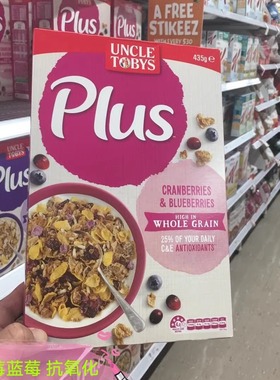 A FREE
STIKEEZ
UNCLE
TOBYS
435g e
Plus
CRANBERRIES
& BLUEBERRIES
HIGH IN
WHOLE GRAIN
25% OF YOUR DAILY
C&E ANTIOXIDANTS*
Plus
莓蓝莓 抗氧化